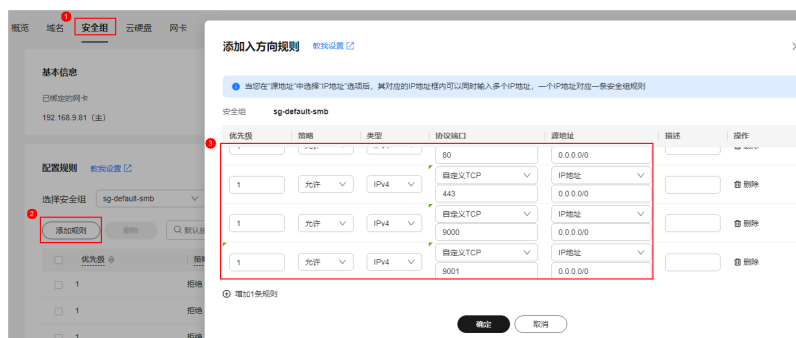 1
概览 域名 安全组 云硬盘 网卡
基本信息
已绑定的网卡
192.168.9.81（主）
配置规则 教我设置
选择安全组 sg-default-smb
2
添加规则 删除
优先级
1 拒绝
1 拒绝
1
添加入方向规则 教我设置
当您在"源地址"中选择"IP地址"选项后，其对应的IP地址框内可以同时输入多个IP地址，一个IP地址对应一条安全组规则
安全组 sg-default-smb
优先级 策略 类型 协议端口 源地址 描述 操作
3
80 0.0.0.0/0
自定义TCP IP地址
1 允许 IPv4 删除
443 0.0.0.0/0
自定义TCP IP地址
1 允许 IPv4 删除
9000 0.0.0.0/0
自定义TCP IP地址
1 允许 IPv4 删除
9001 0.0.0.0/0
增加1条规则
确定 取消